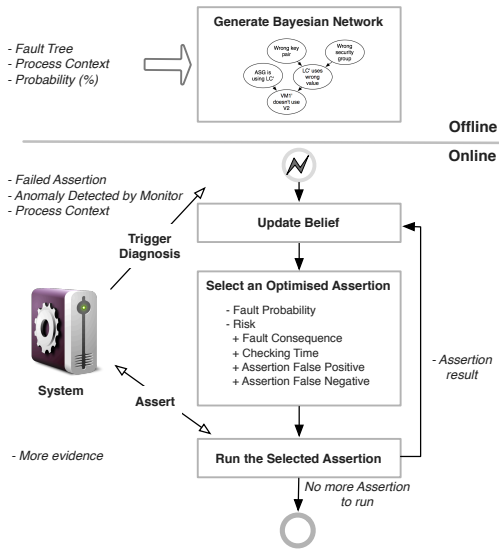 Generate Bayesian Network
- Fault Tree
- Process Context
- Probability (%)
Wrong key
pair
Wrong
security
group
ASG is
using LC'
LC' uses
wrong
value
VM1'
doesn't use
V2
Offline
Online
- Failed Assertion
- Anomaly Detected by Monitor
- Process Context
Trigger
Diagnosis
Update Belief
Select an Optimised Assertion
- Fault Probability
- Risk
+ Fault Consequence
+ Checking Time
+ Assertion False Positive
+ Assertion False Negative
- Assertion
result
System
Assert
- More evidence
Run the Selected Assertion
No more Assertion
to run